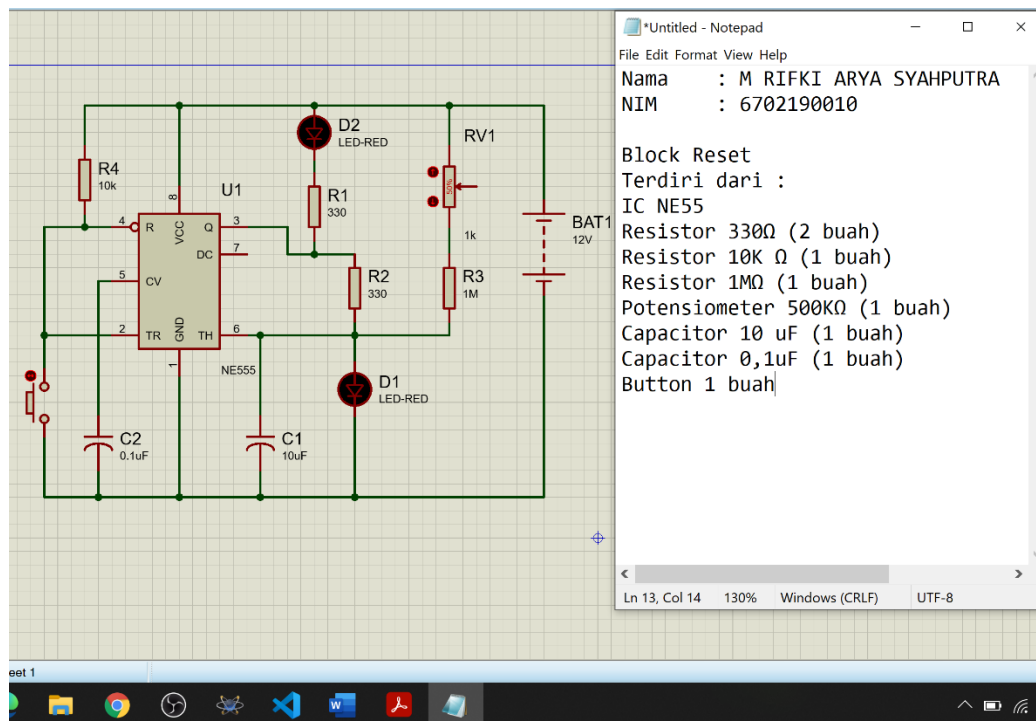 *Untitled - Notepad
File Edit Format View Help
Nama : M RIFKI ARYA SYAHPUTRA
NIM : 6702190010
Block Reset
Terdiri dari :
IC NE55
Resistor 330Ω (2 buah)
Resistor 10K Ω (1 buah)
Resistor 1MΩ (1 buah)
Potensiometer 500KΩ (1 buah)
Capacitor 10 uF (1 buah)
Capacitor 0,1uF (1 buah)
Button 1 buah
Ln 13, Col 14 130% Windows (CRLF) UTF-8
D2
LED-RED
RV1
R4
10k
U1
R1
330
50%
1k
BAT1
12V
8
VCC
4 R Q 3
DC 7
5 CV
R2
330
R3
1M
2 TR GND TH 6
1
NE555
D1
LED-RED
C2
0.1uF
C1
10uF
eet 1
W